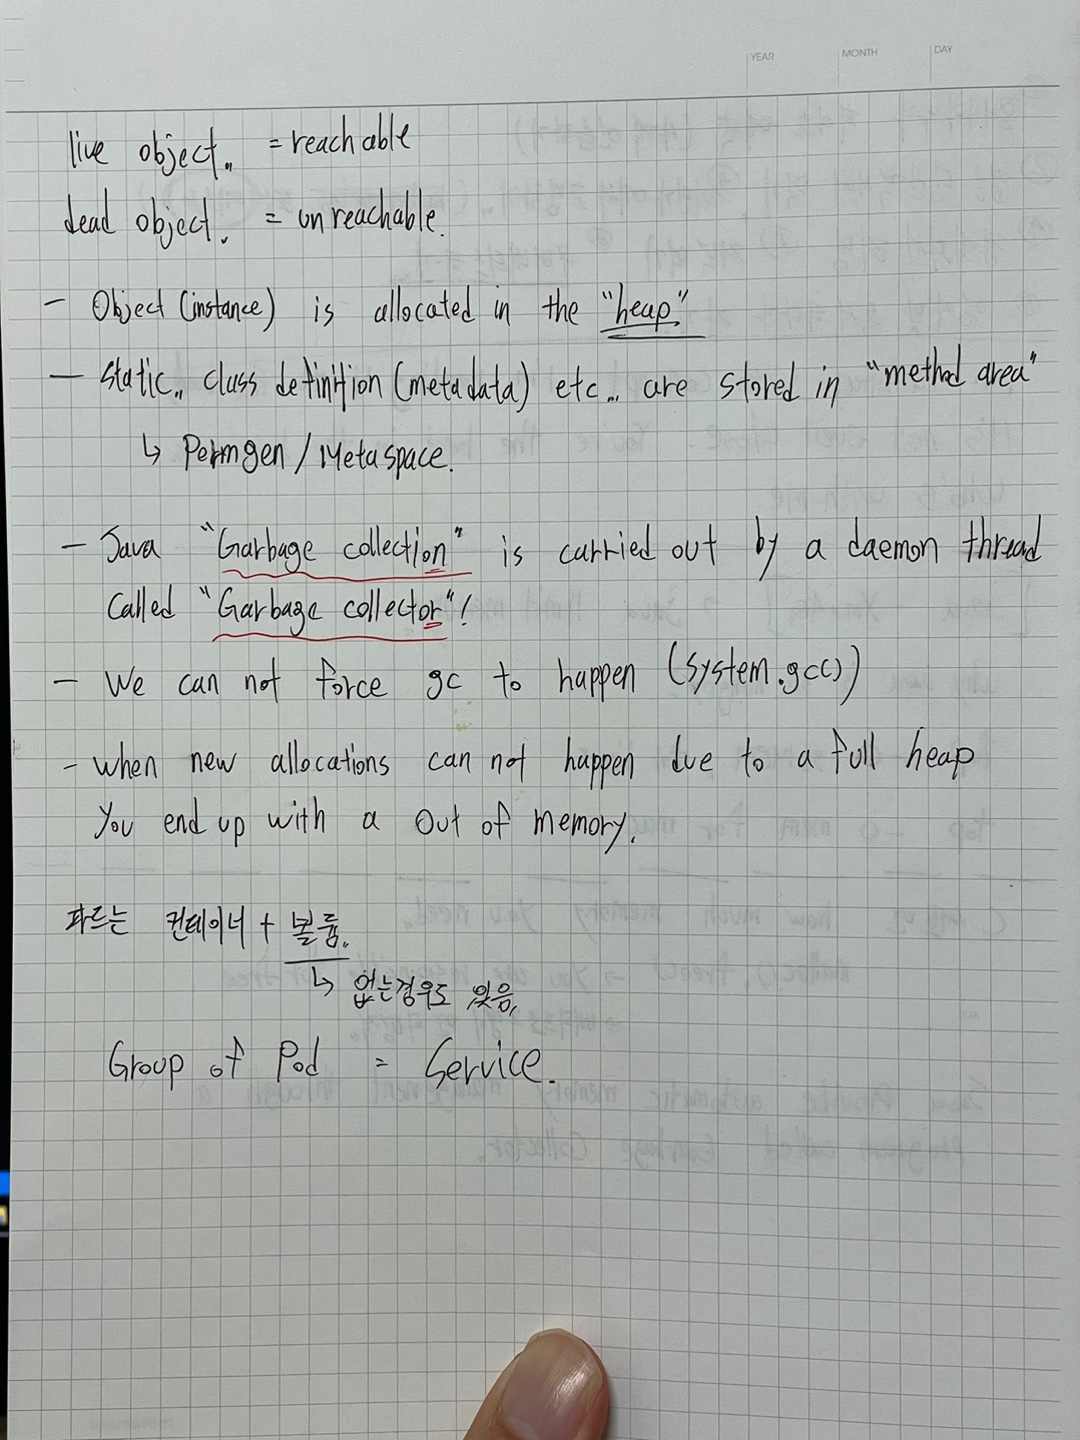 YEAR MONTH DAY
live object.. = reachable
dead object. = unreachable.
- Object (instance) is allocated in the "heap"
- static.. class definition (metadata) etc... are stored in "method area"
↳ Permgen / Metaspace.
- Java "Garbage collection" is carried out by a daemon thread
called "Garbage collector"!
- We can not force gc to happen (system.gc())
- when new allocations can not happen due to a full heap
You end up with a out of memory.
파드는 컨테이너 + 볼륨..
↳ 없는경우도 있음.
Group of Pod = Service.